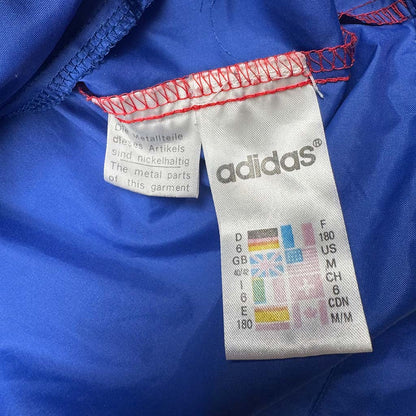 Die Metallteile
dieses Artikels
sind nickelhaltig
The metal parts
of this garment
adidas®
D F
6 180
GB US
40/42 M
I CH
6 6
E CDN
180 M/M